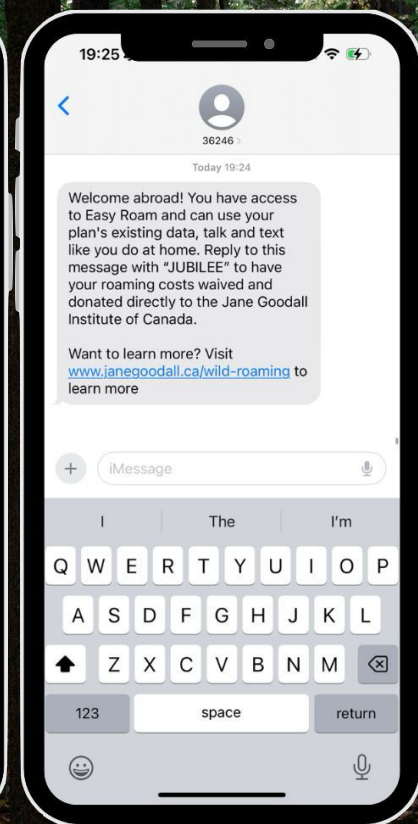 19:25
36246 >
Today 19:24
Welcome abroad! You have access
to Easy Roam and can use your
plan's existing data, talk and text
like you do at home. Reply to this
message with “JUBILEE” to have
your roaming costs waived and
donated directly to the Jane Goodall
Institute of Canada.
Want to learn more? Visit
www.janegoodall.ca/wild-roaming to
learn more
iMessage
I The I'm
Q W E R T Y U I O P
A S D F G H J K L
Z X C V B N M
123 space return